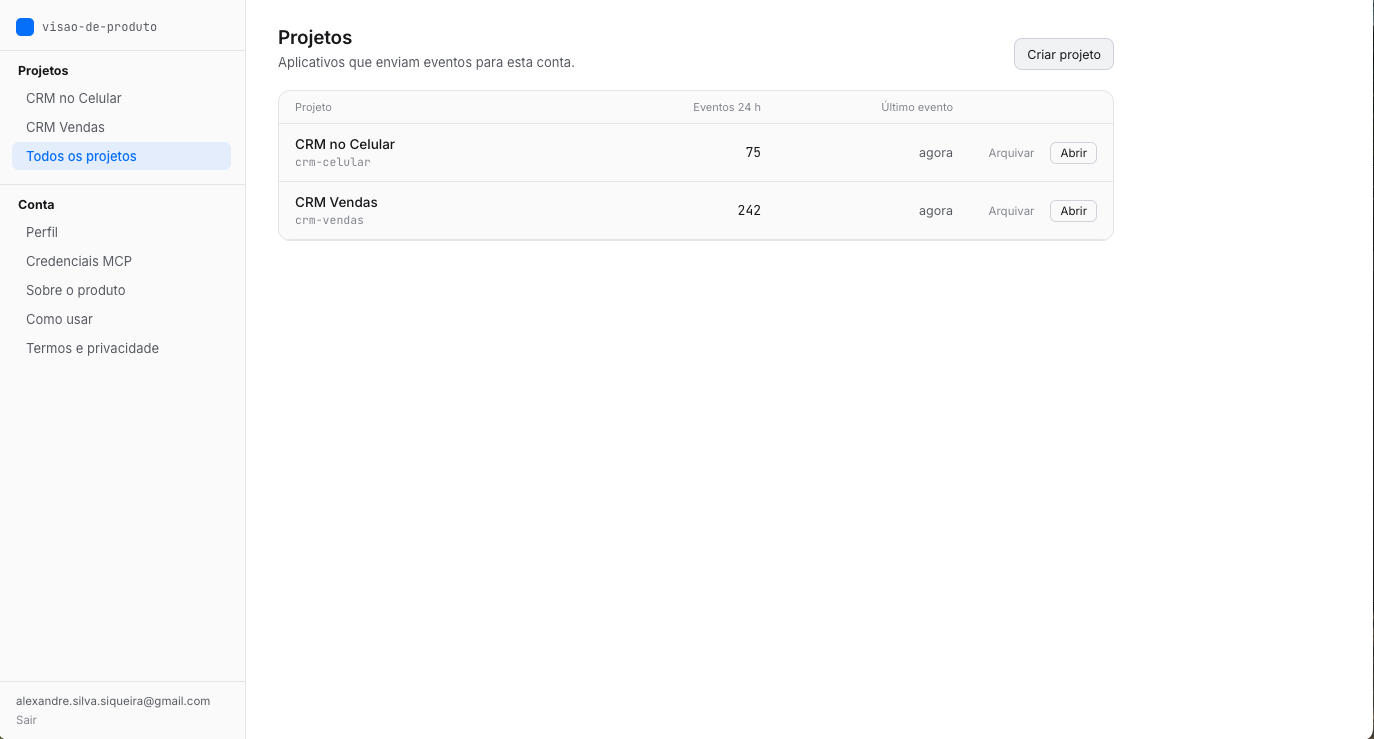 visao-de-produto
Projetos
CRM no Celular
CRM Vendas
Todos os projetos
Conta
Perfil
Credenciais MCP
Sobre o produto
Como usar
Termos e privacidade
alexandre.silva.siqueira@gmail.com
Sair
Projetos
Aplicativos que enviam eventos para esta conta.
Criar projeto
Projeto Eventos 24 h Último evento
CRM no Celular
crm-celular
75 agora Arquivar Abrir
CRM Vendas
crm-vendas
242 agora Arquivar Abrir